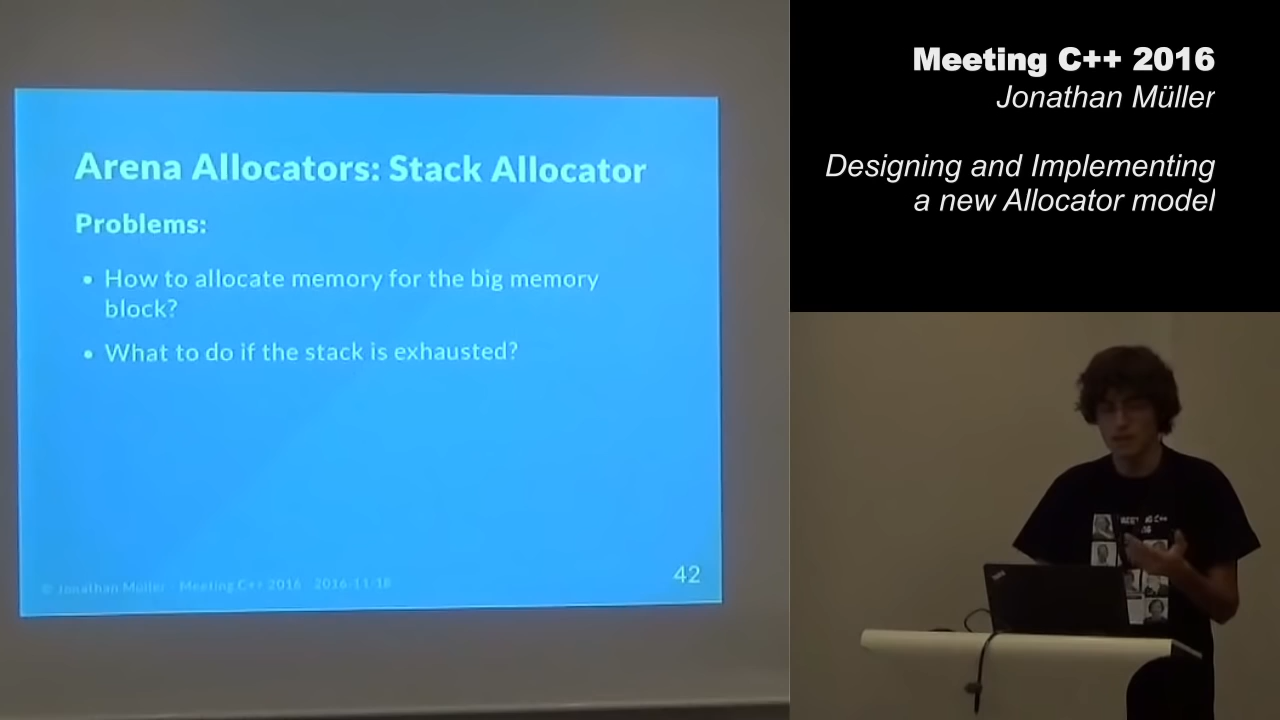 Meeting C++ 2016
Jonathan Müller
Designing and Implementing
a new Allocator model
Arena Allocators: Stack Allocator
Problems:
• How to allocate memory for the big memory
block?
• What to do if the stack is exhausted?
© Jonathan Müller - Meeting C++ 2016 2016-11-18
42